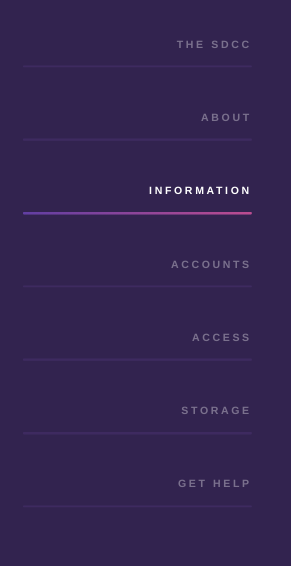 THE SDCC
ABOUT
INFORMATION
ACCOUNTS
ACCESS
STORAGE
GET HELP